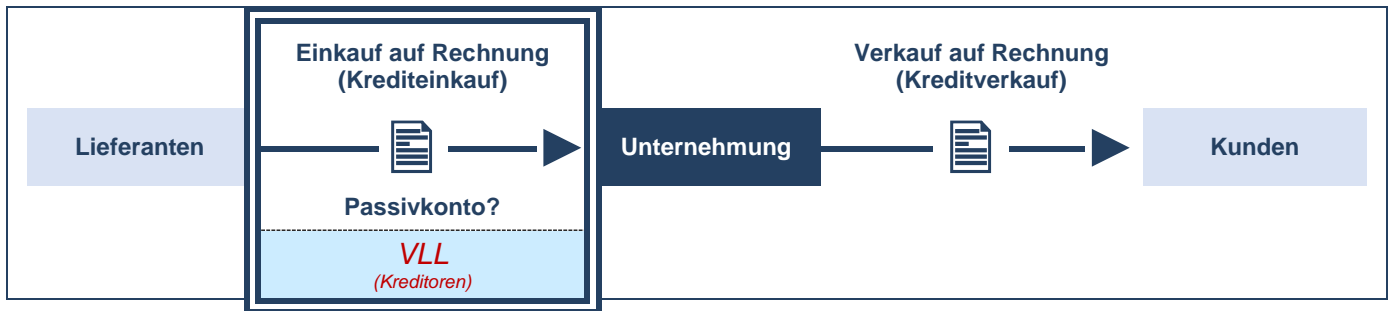 Einkauf auf Rechnung
(Krediteinkauf)
Verkauf auf Rechnung
(Kreditverkauf)
Lieferanten
Unternehmung
Kunden
Passivkonto?
VLL
(Kreditoren)